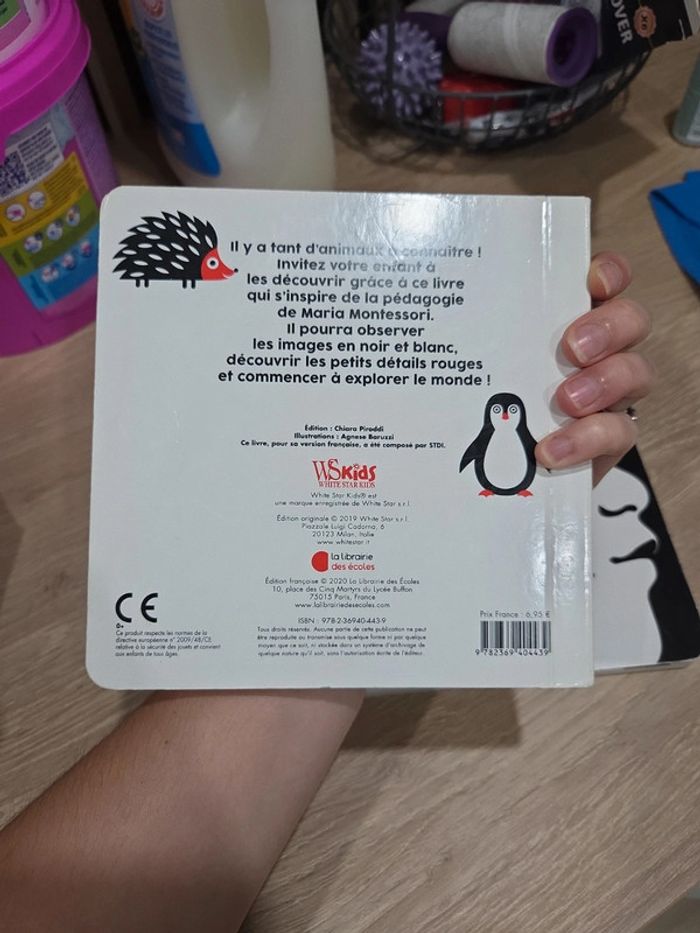 Il y a tant d'animaux à connaître !
Invitez votre enfant à
les découvrir grâce à ce livre
qui s'inspire de la pédagogie
de Maria Montessori.
Il pourra observer
les images en noir et blanc,
découvrir les petits détails rouges
et commencer à explorer le monde !
Édition : Chiara Piroddi
Illustrations : Agnese Baruzzi
Ce livre, pour sa version française, a été composé par STDI.
WSKids
WHITE STAR KIDS
White Star Kids® est
une marque enregistrée de White Star s.r.l.
Édition originale © 2019 White Star s.r.l.
Piazzale Luigi Cadorna, 6
20123 Milan, Italie
www.whitestar.it
la librairie
des écoles
Édition française © 2020 La Librairie des Écoles
10, place des Cinq Martyrs du Lycée Buffon
75015 Paris, France
www.lalibrairiedesecoles.com
ISBN : 978-2-36940-443-9
Tous droits réservés. Aucune partie de cette publication ne peut
être reproduite ou transmise sous quelque forme ni par quelque
moyen que ce soit, ni stockée dans un système d'archivage de
quelque nature qu'il soit, sans l'autorisation écrite de l'éditeur.
CE
0+
Ce produit respecte les normes de la
directive européenne n° 2009/48/CE
relative à la sécurité des jouets et convient
aux enfants de tous âges.
Prix France : 6,95 €
9 782369 404439
OVER